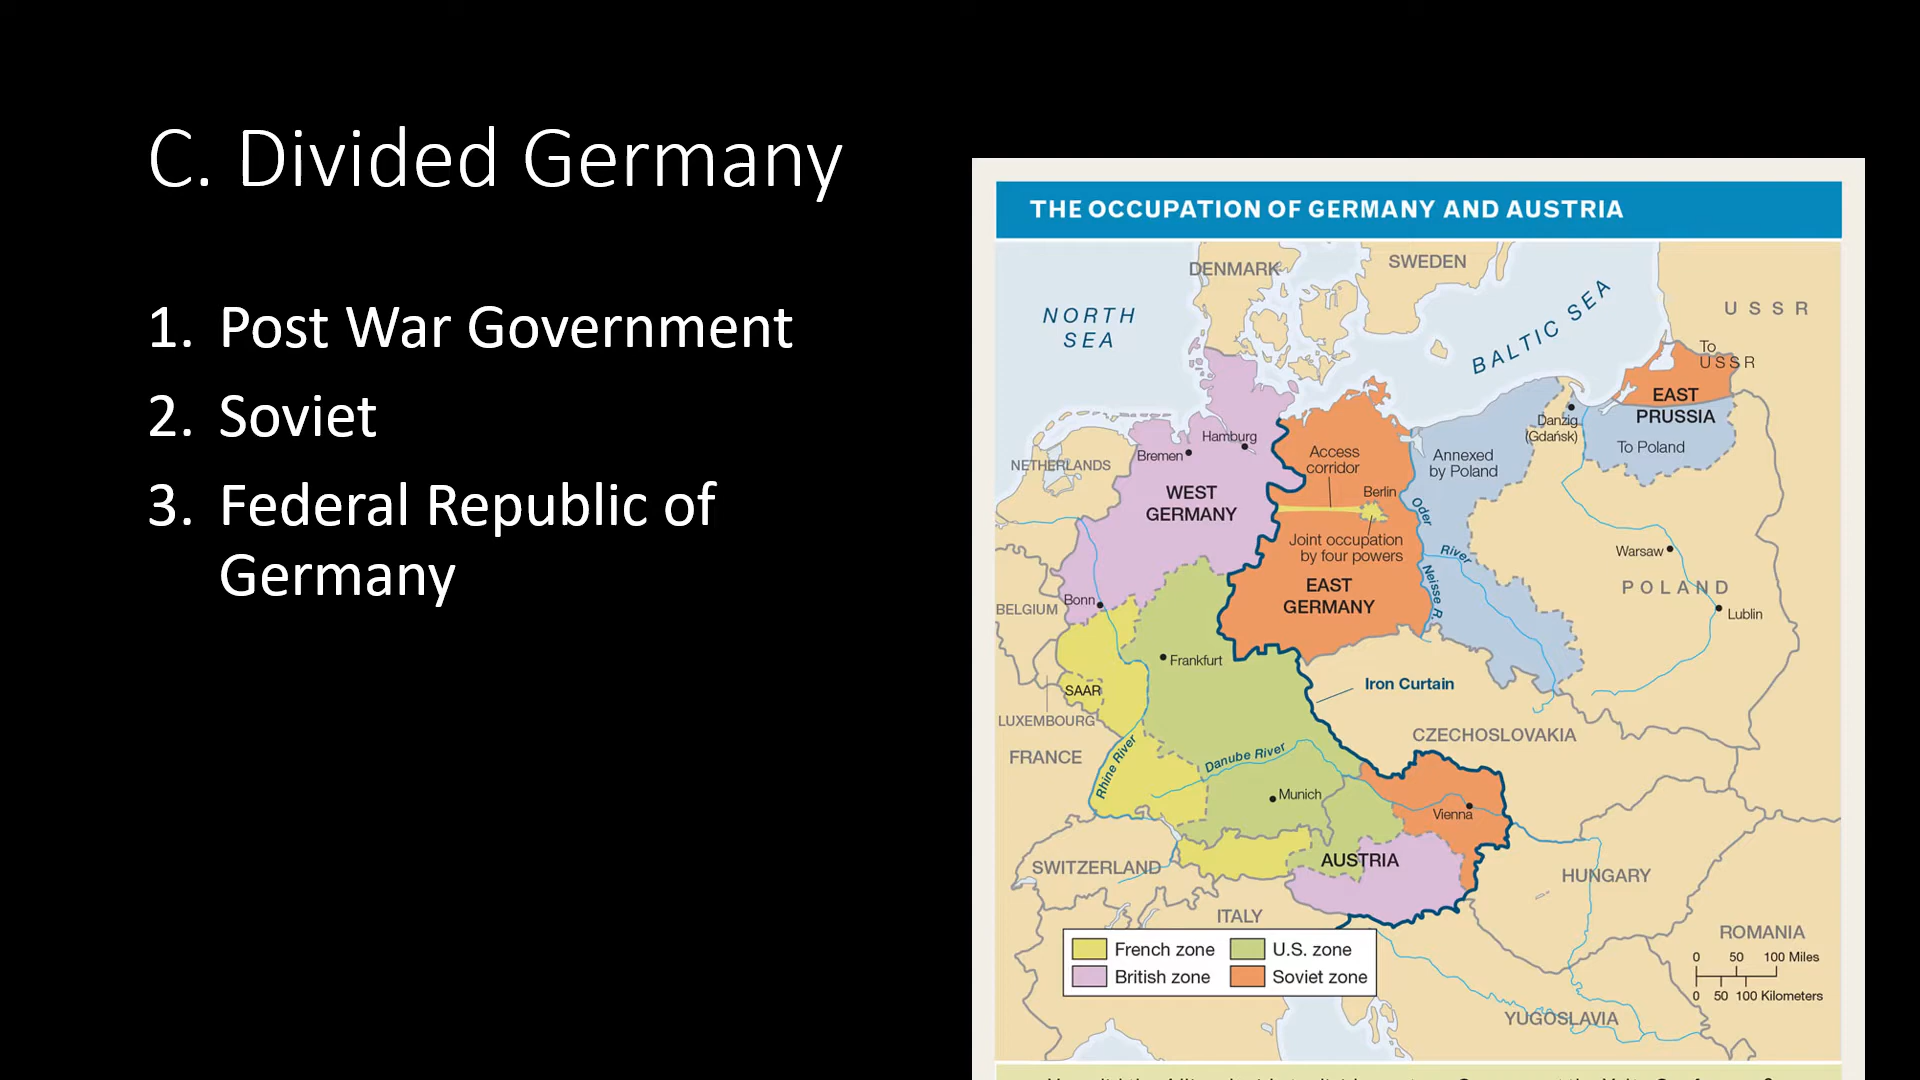 C. Divided Germany
1. Post War Government
2. Soviet
3. Federal Republic of
Germany
THE OCCUPATION OF GERMANY AND AUSTRIA
DENMARK
SWEDEN
NORTH
SEA
BALTIC SEA
USSR
To
USSR
EAST
PRUSSIA
To Poland
Danzig
(Gdańsk)
Hamburg
Bremen
NETHERLANDS
WEST
GERMANY
Access
corridor
Berlin
Annexed
by Poland
Oder
River
Neisse R.
Joint occupation
by four powers
EAST
GERMANY
Warsaw
POLAND
Lublin
Bonn
BELGIUM
Frankfurt
SAAR
LUXEMBOURG
Iron Curtain
CZECHOSLOVAKIA
FRANCE
Rhine River
Danube River
Munich
Vienna
SWITZERLAND
AUSTRIA
HUNGARY
ITALY
ROMANIA
YUGOSLAVIA
French zone
U.S. zone
British zone
Soviet zone
0 50 100 Miles
0 50 100 Kilometers